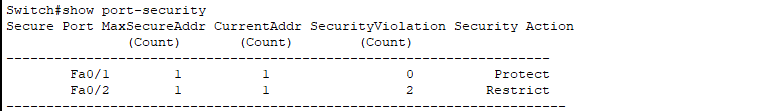 Switch#show port-security
Secure Port MaxSecureAddr CurrentAddr SecurityViolation Security Action
(Count) (Count) (Count)
----------------------------------------------------------------------
Fa0/1 1 1 0 Protect
Fa0/2 1 1 2 Restrict
------------------------------------------------------------------------